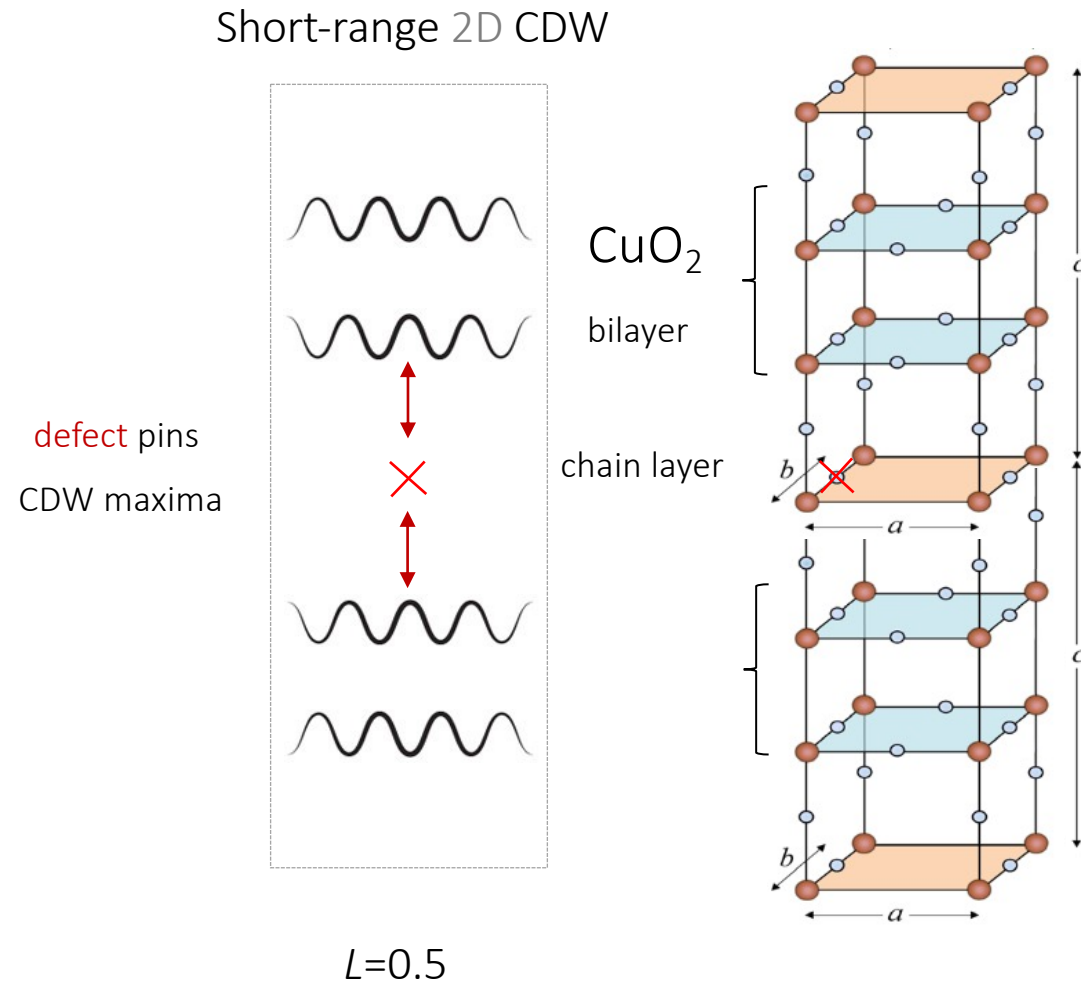 Short-range 2D CDW
CuO₂
bilayer
c
defect pins
CDW maxima
chain layer
b
a
c
b
a
L=0.5